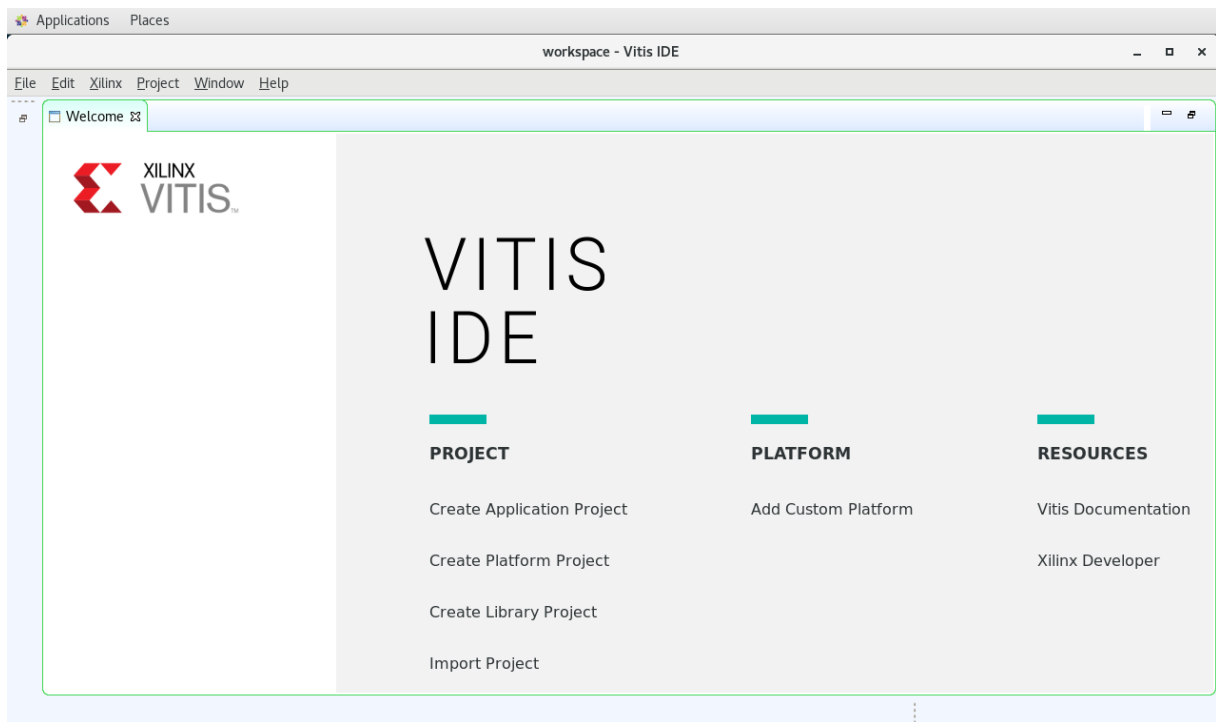 Applications Places
workspace - Vitis IDE
File Edit Xilinx Project Window Help
Welcome
XILINX
VITIS™
VITIS
IDE
PROJECT
Create Application Project
Create Platform Project
Create Library Project
Import Project
PLATFORM
Add Custom Platform
RESOURCES
Vitis Documentation
Xilinx Developer